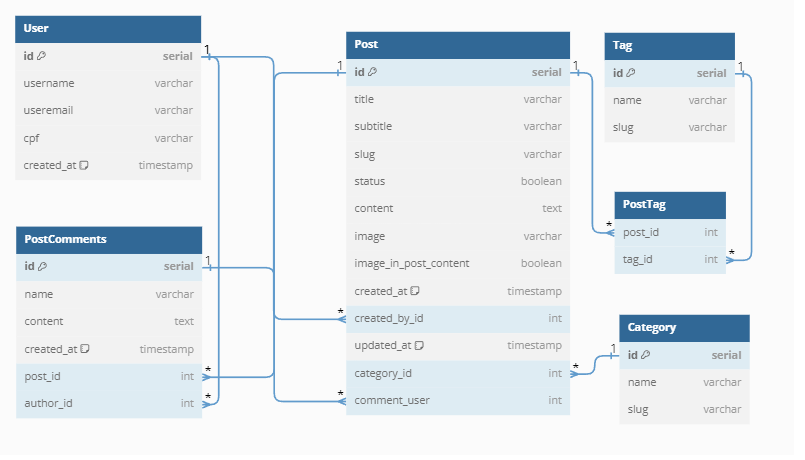 User
id serial
username varchar
useremail varchar
cpf varchar
created_at timestamp
PostComments
id serial
name varchar
content text
created_at timestamp
post_id int
author_id int
Post
id serial
title varchar
subtitle varchar
slug varchar
status boolean
content text
image varchar
image_in_post_content boolean
created_at timestamp
created_by_id int
updated_at timestamp
category_id int
comment_user int
Tag
id serial
name varchar
slug varchar
PostTag
post_id int
tag_id int
Category
id serial
name varchar
slug varchar
1
1
1
1
1
1
*
*
*
*
*
*
*